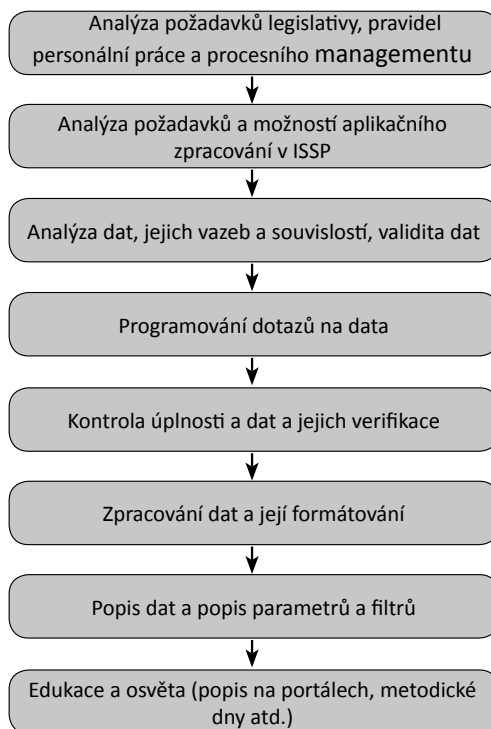 Analýza požadavků legislativy, pravidel
personální práce a procesního managementu
Analýza požadavků a možností aplikačního
zpracování v ISSP
Analýza dat, jejich vazeb a souvislostí, validita dat
Programování dotazů na data
Kontrola úplnosti a dat a jejich verifikace
Zpracování dat a její formátování
Popis dat a popis parametrů a filtrů
Edukace a osvěta (popis na portálech, metodické
dny atd.)